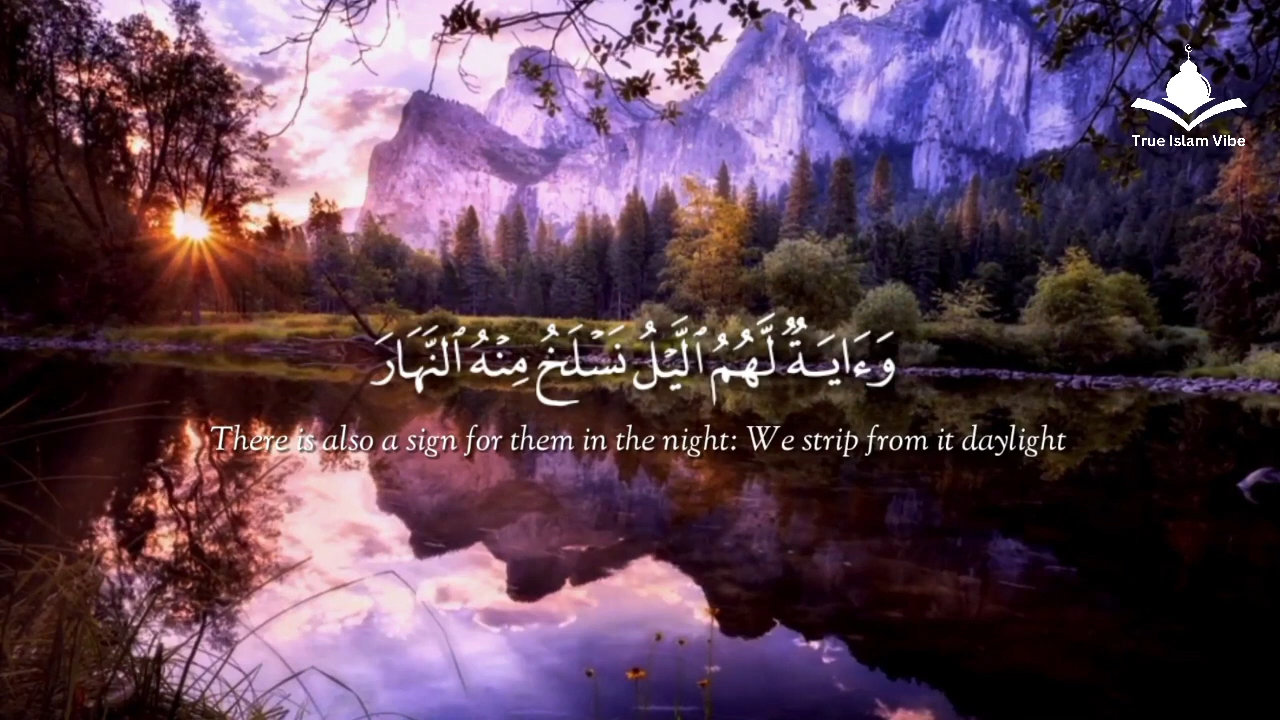 True Islam Vibe
وَءَايَةٌ لَّهُمُ ٱلَّيْلُ نَسْلَخُ مِنْهُ ٱلنَّهَارَ
There is also a sign for them in the night: We strip from it daylight